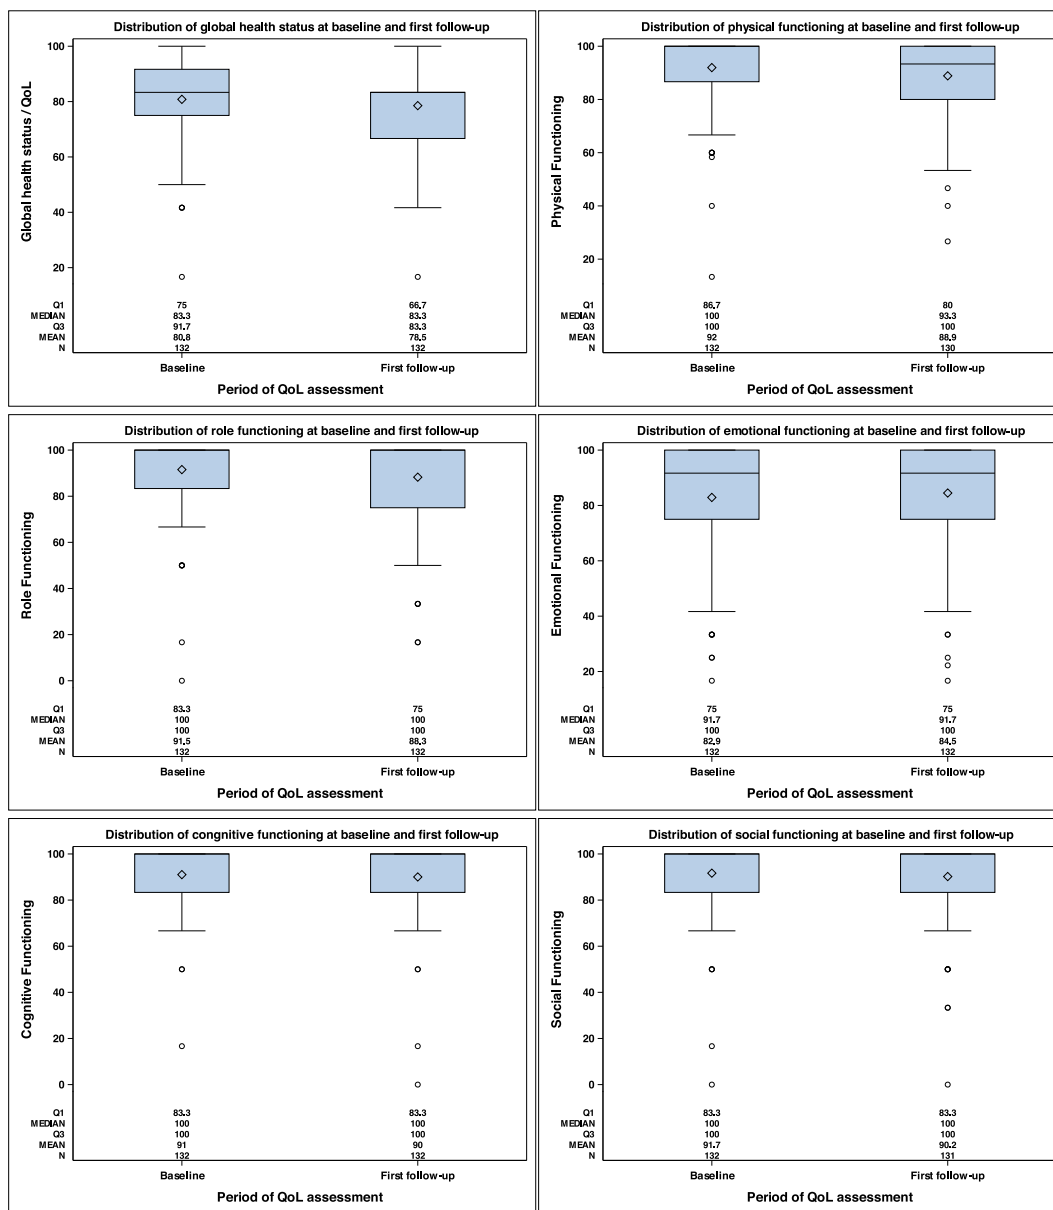 Distribution of global health status at baseline and first follow-up
Global health status / QoL
100
80
60
40
20
Q1 75 66.7
MEDIAN 83.3 83.3
Q3 91.7 83.3
MEAN 80.8 78.5
N 132 132
Baseline First follow-up
Period of QoL assessment
Distribution of physical functioning at baseline and first follow-up
Physical Functioning
100
80
60
40
20
Q1 86.7 80
MEDIAN 100 93.3
Q3 100 100
MEAN 92 88.9
N 132 130
Baseline First follow-up
Period of QoL assessment
Distribution of role functioning at baseline and first follow-up
Role Functioning
100
80
60
40
20
0
Q1 83.3 75
MEDIAN 100 100
Q3 100 100
MEAN 91.5 88.3
N 132 132
Baseline First follow-up
Period of QoL assessment
Distribution of emotional functioning at baseline and first follow-up
Emotional Functioning
100
80
60
40
20
Q1 75 75
MEDIAN 91.7 91.7
Q3 100 100
MEAN 82.9 84.5
N 132 132
Baseline First follow-up
Period of QoL assessment
Distribution of congnitive functioning at baseline and first follow-up
Cognitive Functioning
100
80
60
40
20
0
Q1 83.3 83.3
MEDIAN 100 100
Q3 100 100
MEAN 91 90
N 132 132
Baseline First follow-up
Period of QoL assessment
Distribution of social functioning at baseline and first follow-up
Social Functioning
100
80
60
40
20
0
Q1 83.3 83.3
MEDIAN 100 100
Q3 100 100
MEAN 91.7 90.2
N 132 131
Baseline First follow-up
Period of QoL assessment